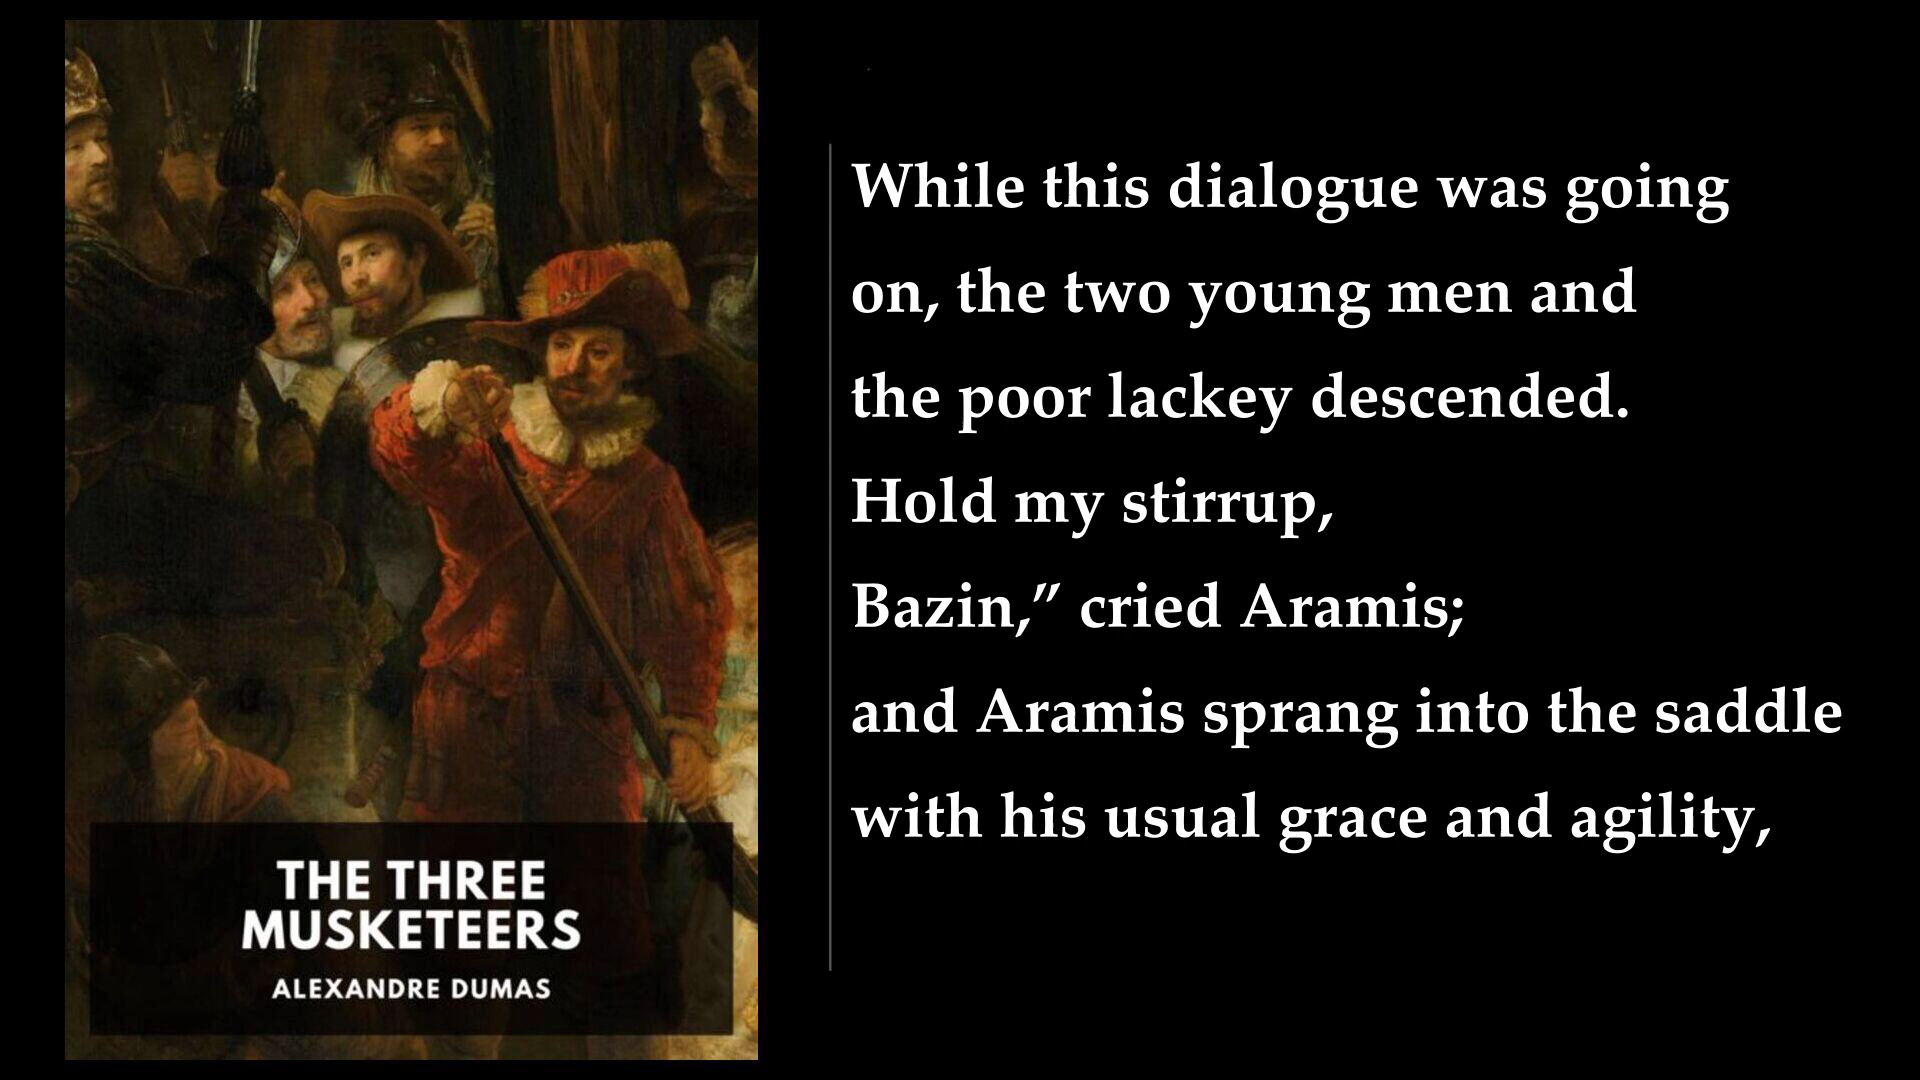 THE THREE
MUSKETEERS
ALEXANDRE DUMAS
While this dialogue was going
on, the two young men and
the poor lackey descended.
Hold my stirrup,
Bazin,” cried Aramis;
and Aramis sprang into the saddle
with his usual grace and agility,